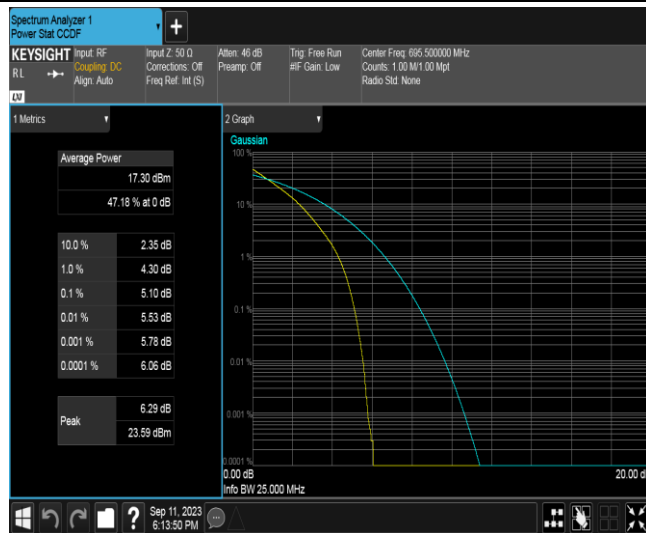 Spectrum Analyzer 1
Power Stat CCDF
+
KEYSIGHT
RL
Input: RF
Coupling: DC
Align: Auto
Input Z: 50 Ω
Corrections: Off
Freq Ref: Int (S)
Atten: 46 dB
Preamp: Off
Trig: Free Run
#IF Gain: Low
Center Freq: 695.500000 MHz
Counts: 1.00 M/1.00 Mpt
Radio Std: None
1 Metrics
Average Power
17.30 dBm
47.18 % at 0 dB
10.0 % 2.35 dB
1.0 % 4.30 dB
0.1 % 5.10 dB
0.01 % 5.53 dB
0.001 % 5.78 dB
0.0001 % 6.06 dB
Peak
6.29 dB
23.59 dBm
2 Graph
Gaussian
100 %
10 %
1 %
0.1 %
0.01 %
0.001 %
0.0001 %
0.00 dB
20.00 d
Info BW 25.000 MHz
?
Sep 11, 2023
6:13:50 PM